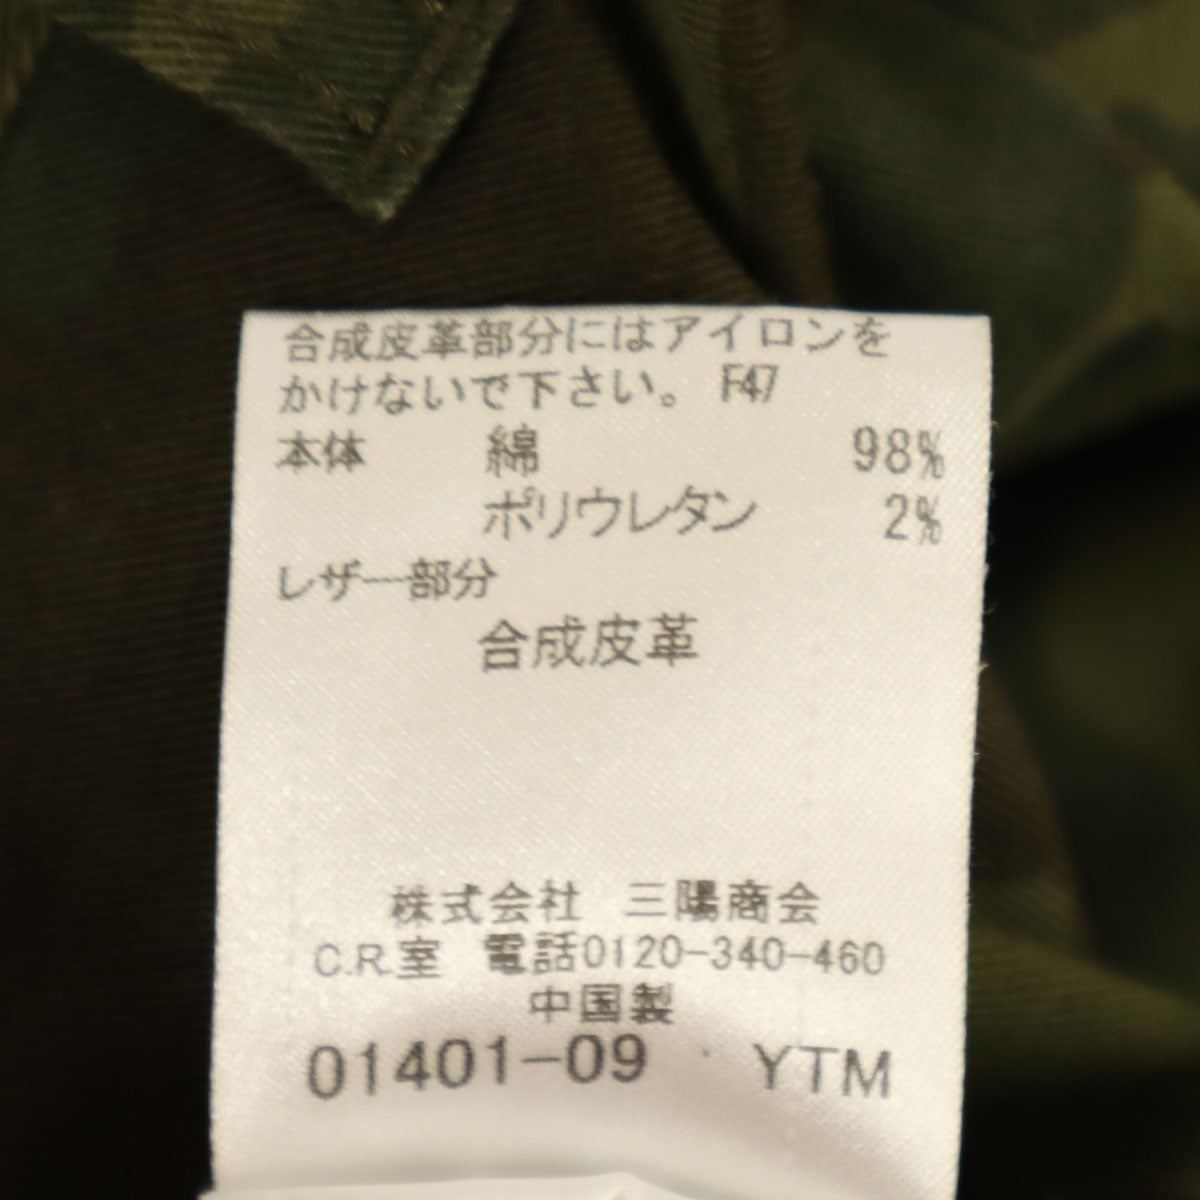 合成皮革部分にはアイロンを
かけないで下さい。 F47
本体 綿 98%
ポリウレタン 2%
レザー部分
合成皮革
株式会社 三陽商会
C.R.室 電話0120-340-460
中国製
01401-09 YTM